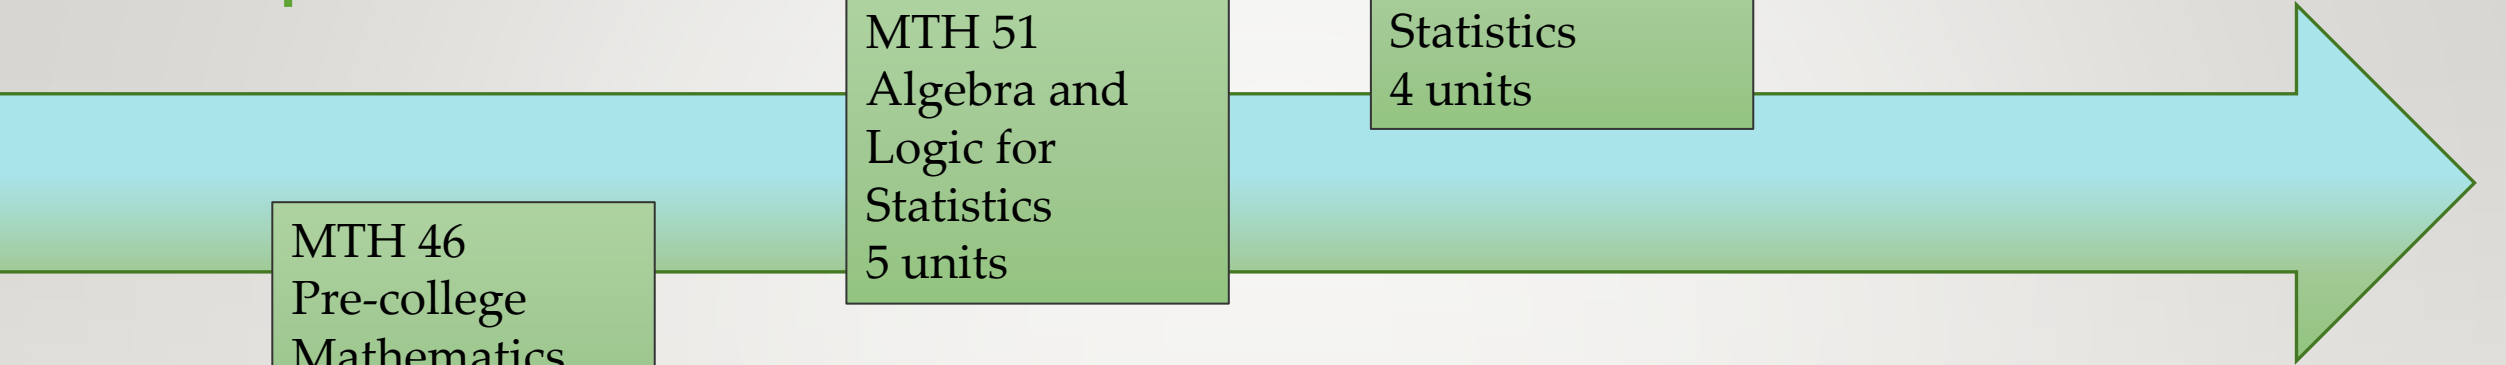 MTH 46
Pre-college
Mathematics
MTH 51
Algebra and
Logic for
Statistics
5 units
Statistics
4 units